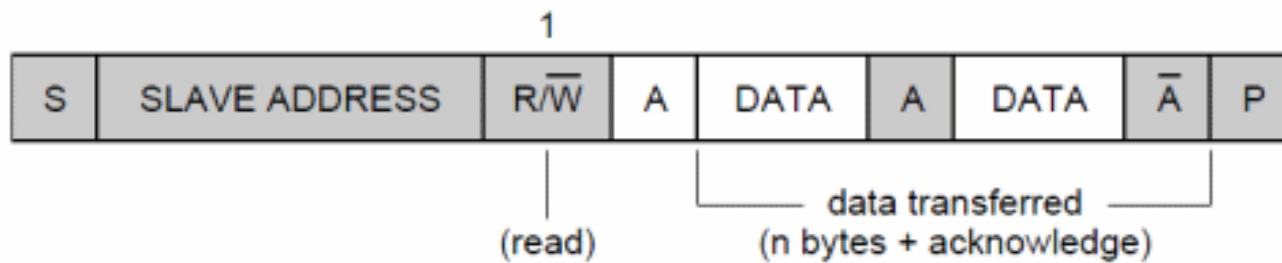 1
S SLAVE ADDRESS R/W̅ A DATA A DATA A̅ P
data transferred
(read) (n bytes + acknowledge)